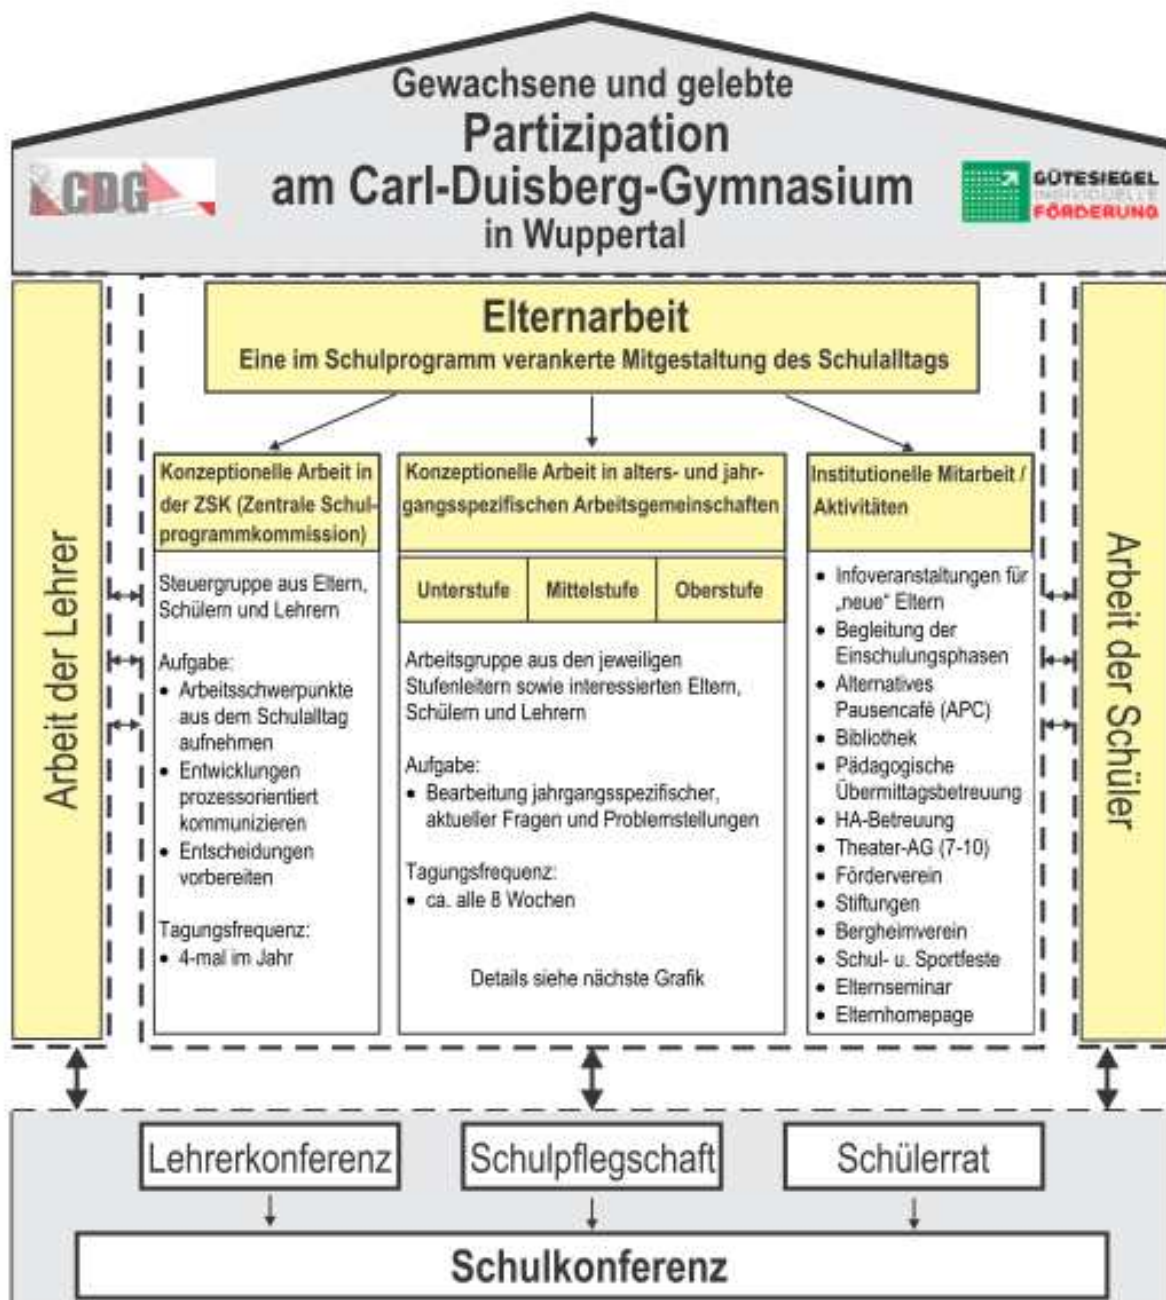 Gewachsene und gelebte
Partizipation
am Carl-Duisberg-Gymnasium
in Wuppertal
CDG
GÜTESIEGEL
INDIVIDUELLE
FÖRDERUNG
Arbeit der Lehrer
Elternarbeit
Eine im Schulprogramm verankerte Mitgestaltung des Schulalltags
Konzeptionelle Arbeit in
der ZSK (Zentrale Schul-
programmkommission)
Steuergruppe aus Eltern,
Schülern und Lehrern
Aufgabe:
• Arbeitsschwerpunkte
aus dem Schulalltag
aufnehmen
• Entwicklungen
prozessorientiert
kommunizieren
• Entscheidungen
vorbereiten
Tagungsfrequenz:
• 4-mal im Jahr
Konzeptionelle Arbeit in alters- und jahr-
gangsspezifischen Arbeitsgemeinschaften
Unterstufe
Mittelstufe
Oberstufe
Arbeitsgruppe aus den jeweiligen
Stufenleitern sowie interessierten Eltern,
Schülern und Lehrern
Aufgabe:
• Bearbeitung jahrgangsspezifischer,
aktueller Fragen und Problemstellungen
Tagungsfrequenz:
• ca. alle 8 Wochen
Details siehe nächste Grafik
Institutionelle Mitarbeit /
Aktivitäten
• Infoveranstaltungen für
„neue“ Eltern
• Begleitung der
Einschulungsphasen
• Alternatives
Pausencafè (APC)
• Bibliothek
• Pädagogische
Übermittagsbetreuung
• HA-Betreuung
• Theater-AG (7-10)
• Förderverein
• Stiftungen
• Bergheimverein
• Schul- u. Sportfeste
• Elternseminar
• Elternhomepage
Arbeit der Schüler
Lehrerkonferenz
Schulpflegschaft
Schülerrat
Schulkonferenz